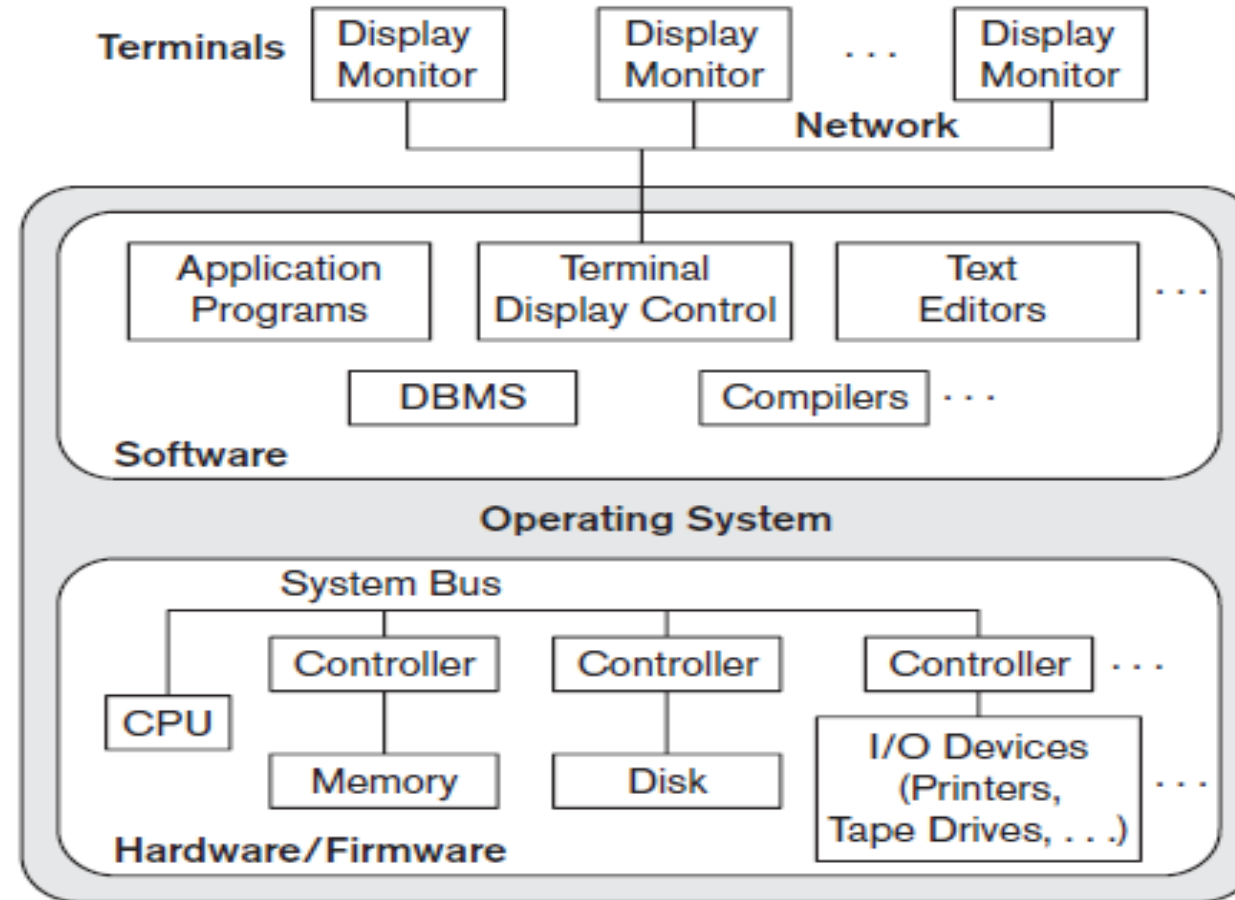 Terminals
Display
Monitor
Display
Monitor
. . .
Display
Monitor
Network
Application
Programs
Terminal
Display Control
Text
Editors
. . .
DBMS
Compilers
. . .
Software
Operating System
System Bus
Controller
Controller
Controller
. . .
CPU
Memory
Disk
I/O Devices
(Printers,
Tape Drives, . . .)
. . .
Hardware/Firmware